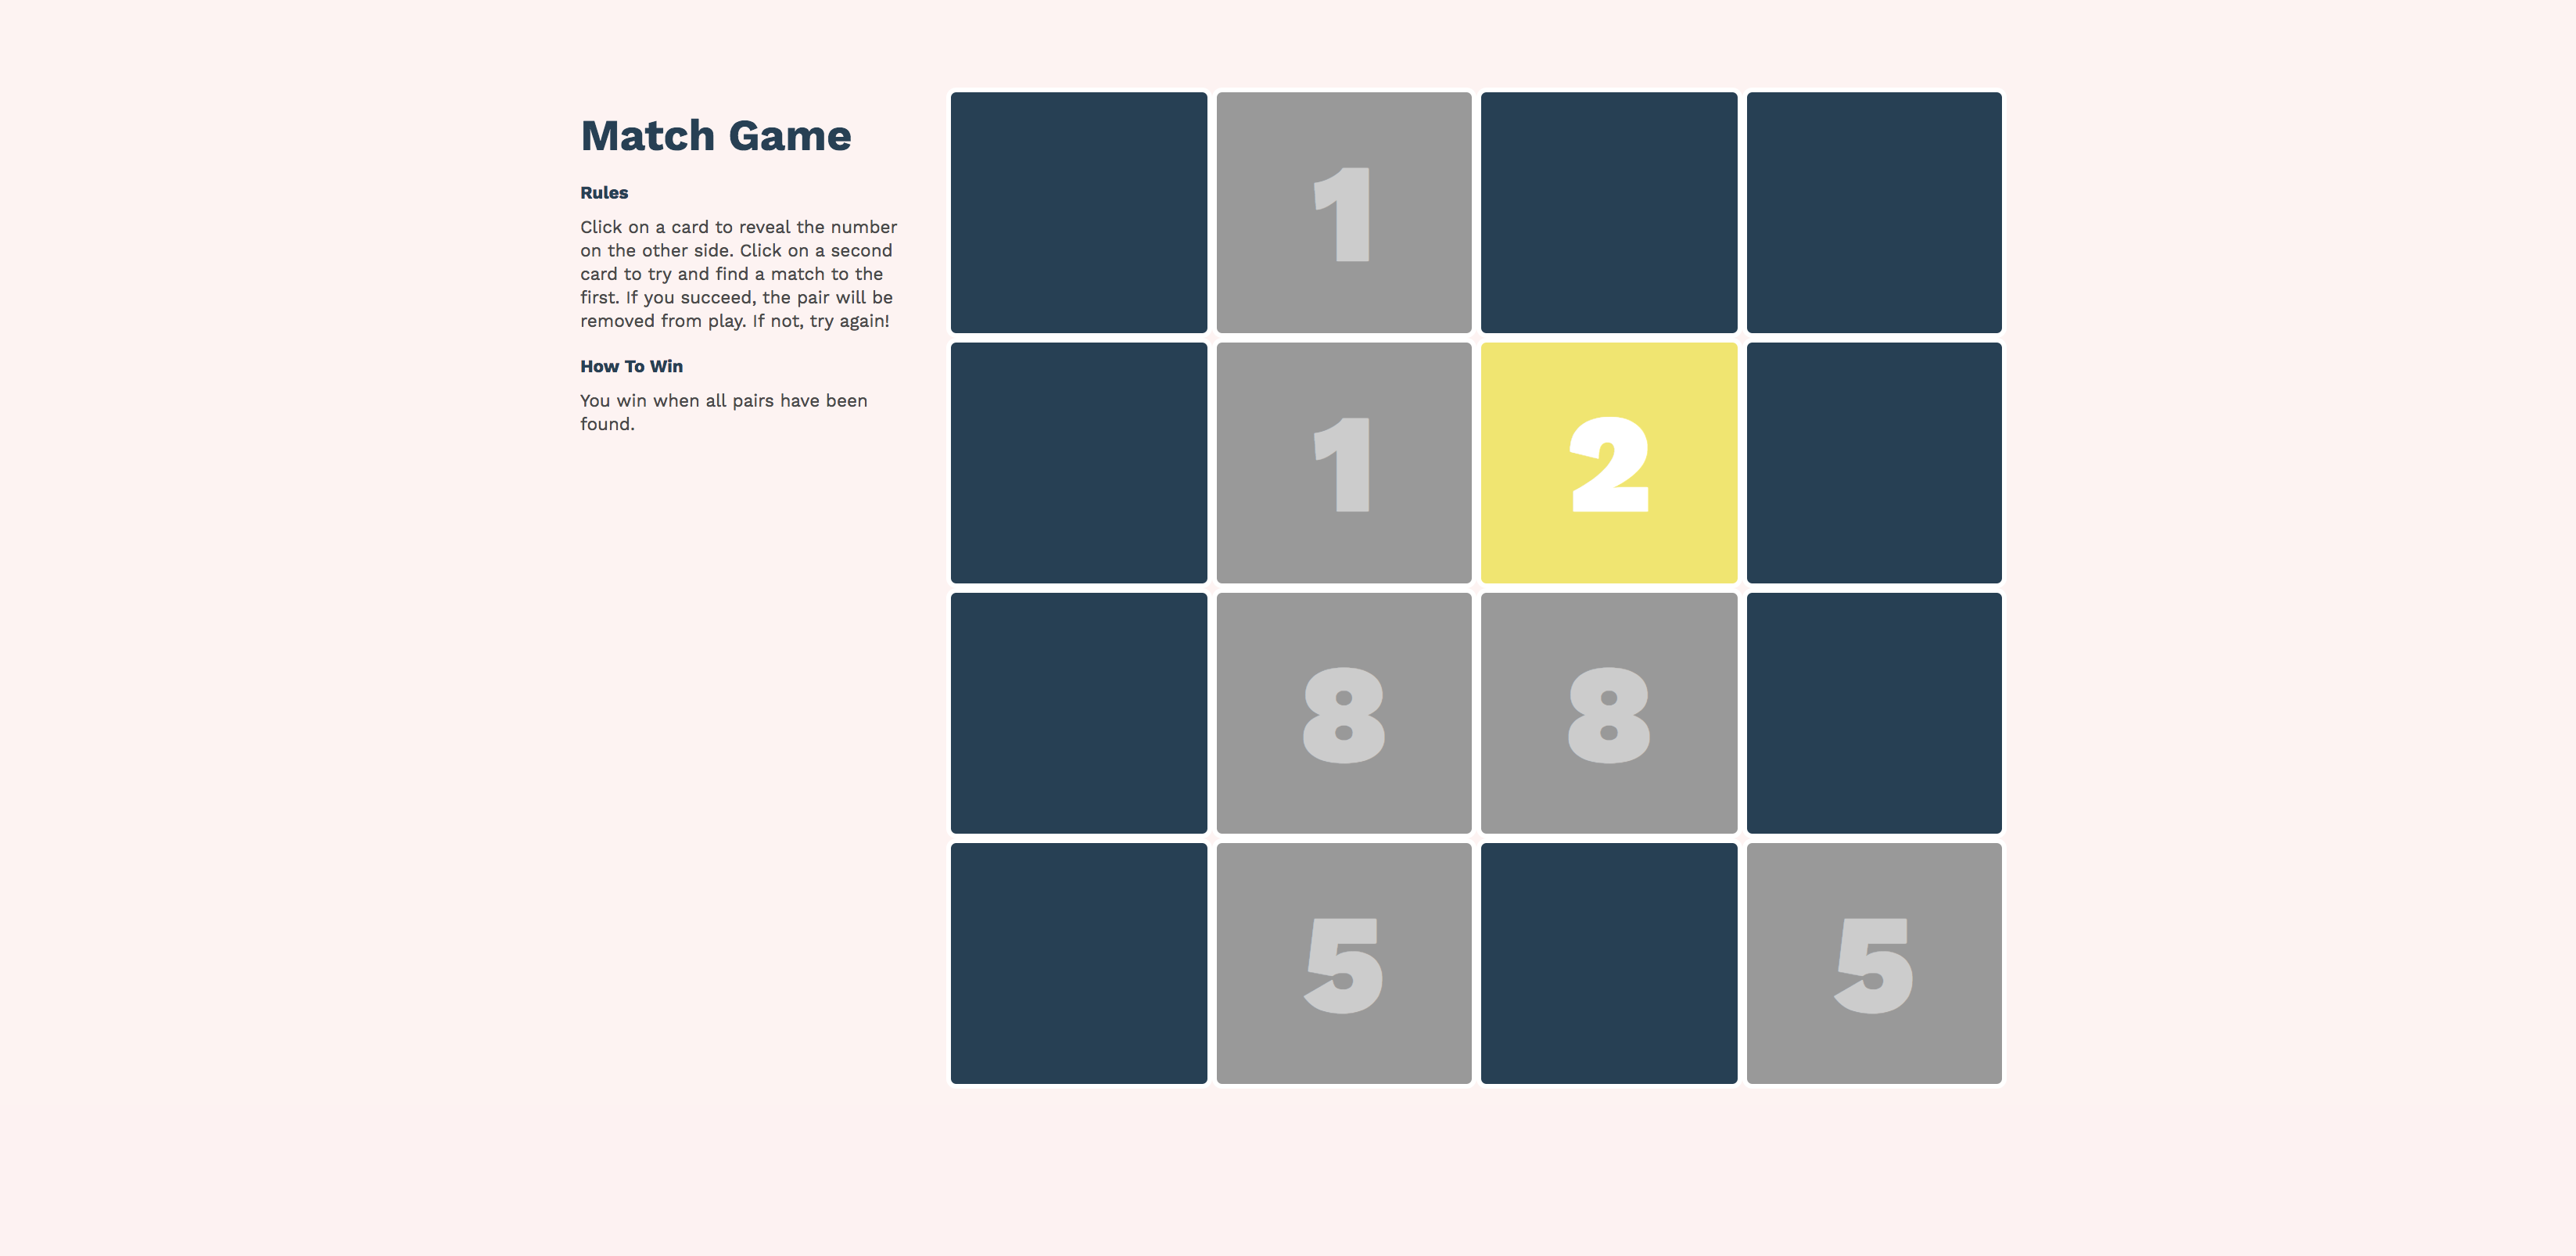 Match Game
Rules
Click on a card to reveal the number
on the other side. Click on a second
card to try and find a match to the
first. If you succeed, the pair will be
removed from play. If not, try again!
How To Win
You win when all pairs have been
found.
1
1 2
8 8
5 5